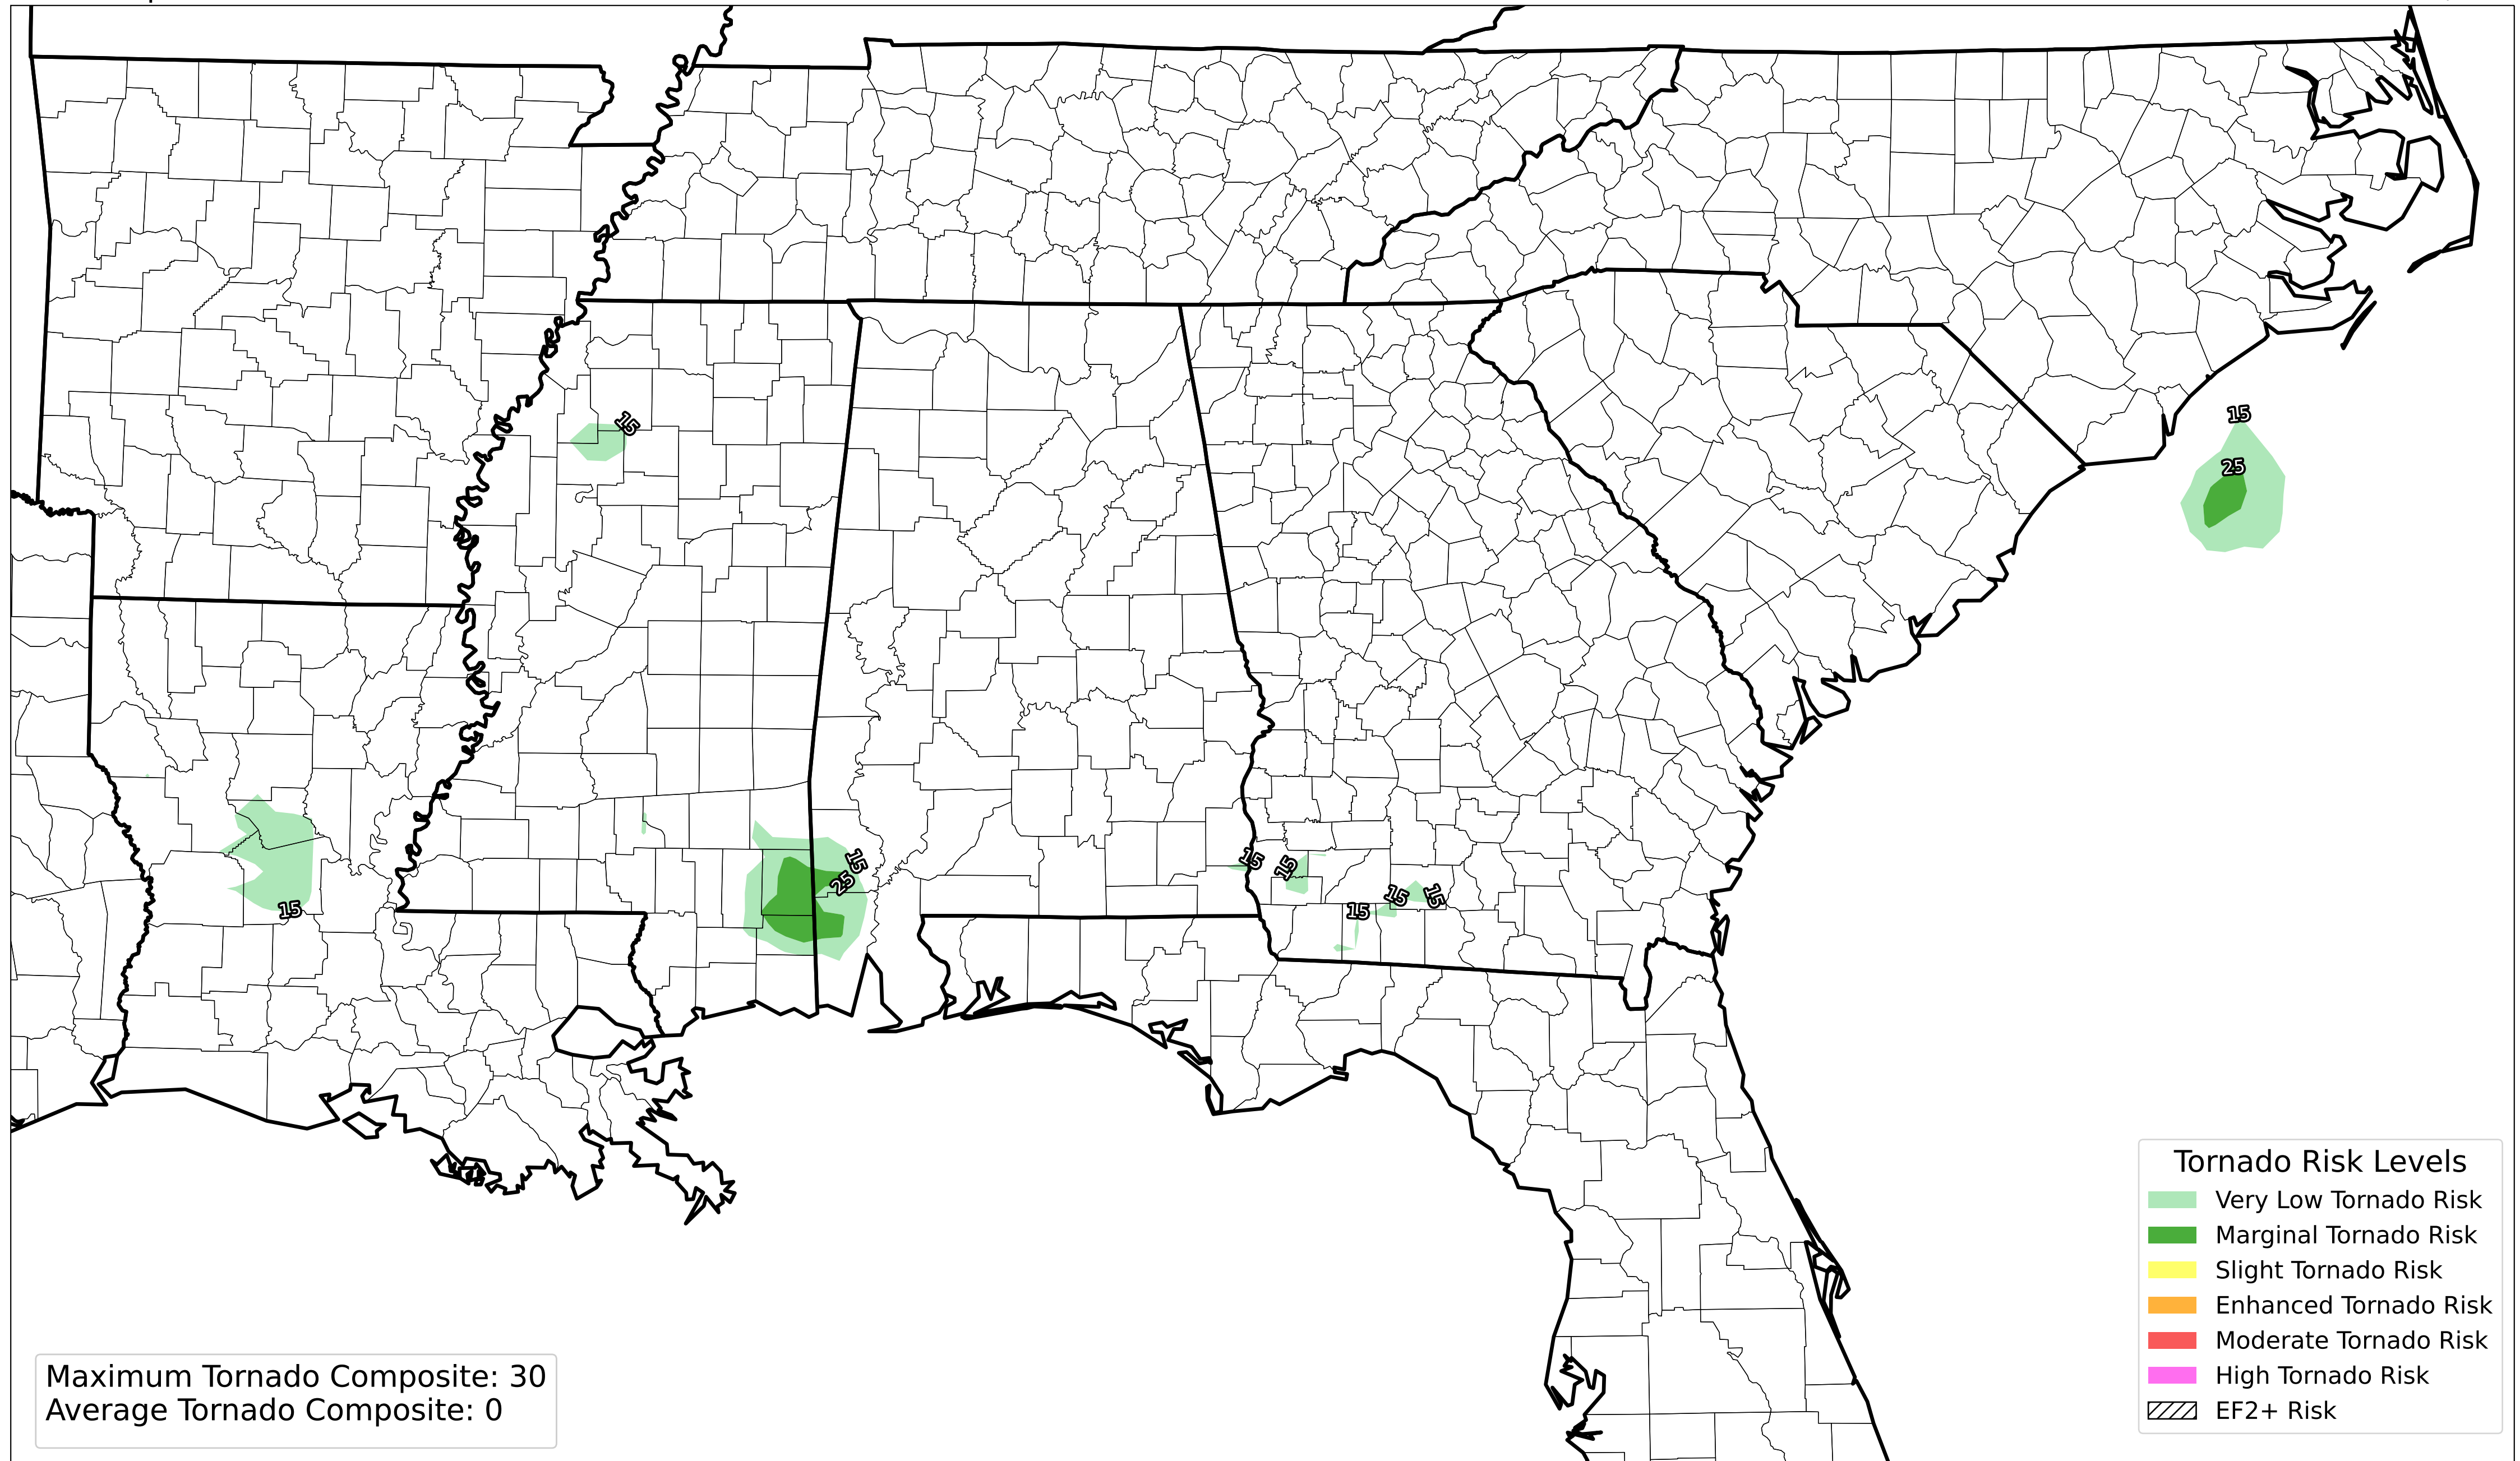 15
15
25
15
25
15
15
15
15
15
15
Tornado Risk Levels
Very Low Tornado Risk
Marginal Tornado Risk
Slight Tornado Risk
Enhanced Tornado Risk
Moderate Tornado Risk
High Tornado Risk
EF2+ Risk
Maximum Tornado Composite: 30
Average Tornado Composite: 0